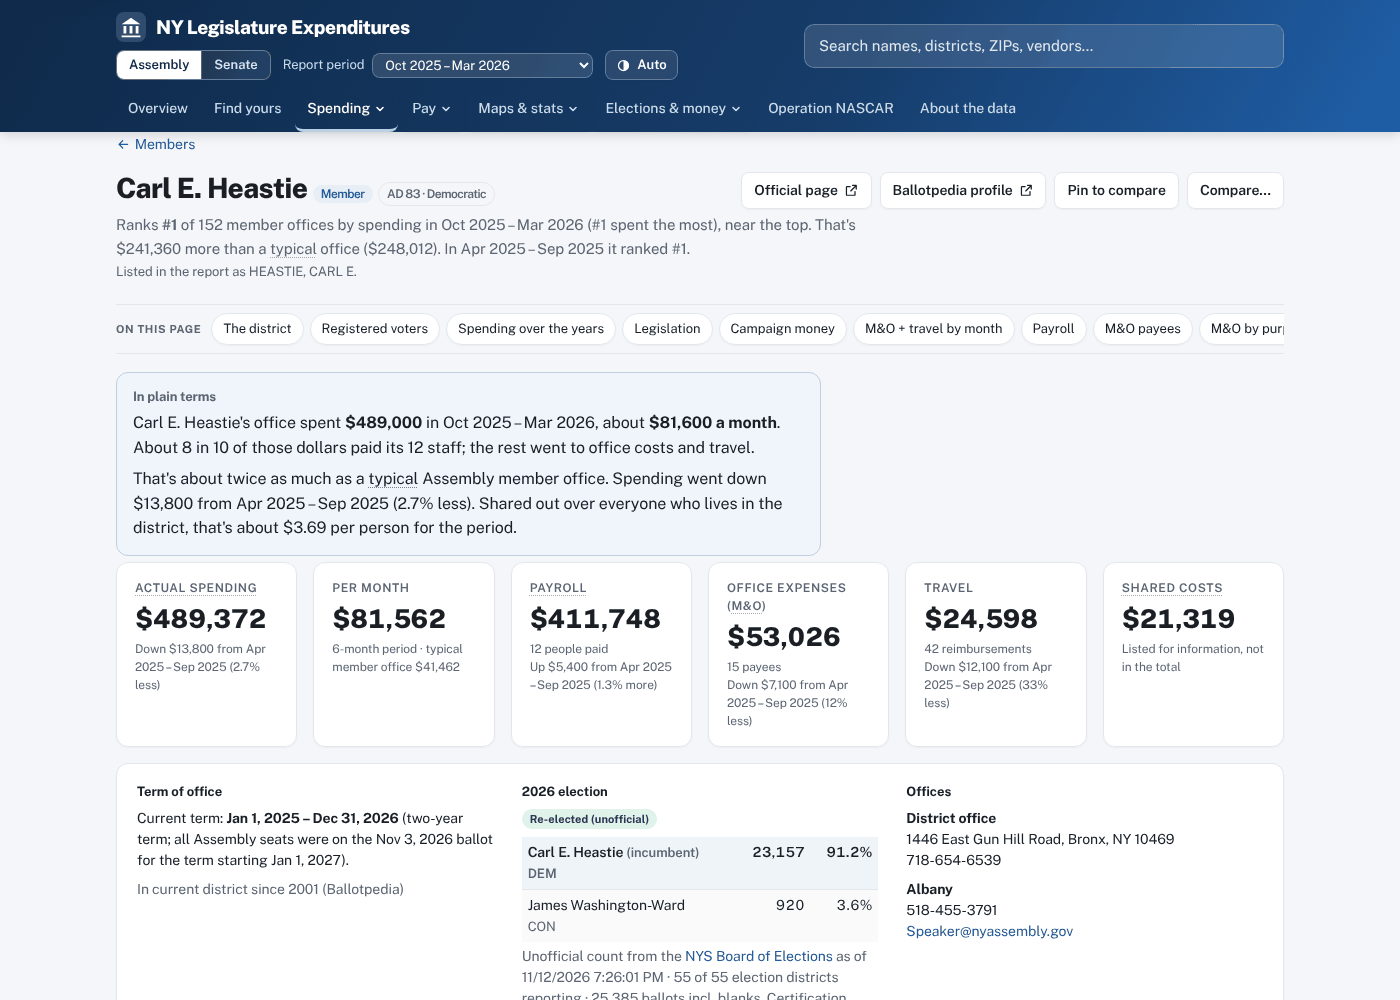 NY Legislature Expenditures
Search names, districts, ZIPs, vendors...
Assembly Senate Report period Oct 2025 – Mar 2026 Auto
Overview Find yours Spending Pay Maps & stats Elections & money Operation NASCAR About the data
← Members
Carl E. Heastie Member AD 83 · Democratic
Official page Ballotpedia profile Pin to compare Compare...
Ranks #1 of 152 member offices by spending in Oct 2025 – Mar 2026 (#1 spent the most), near the top. That's
$241,360 more than a typical office ($248,012). In Apr 2025 – Sep 2025 it ranked #1.
Listed in the report as HEASTIE, CARL E.
ON THIS PAGE The district Registered voters Spending over the years Legislation Campaign money M&O + travel by month Payroll M&O payees M&O by
In plain terms
Carl E. Heastie's office spent $489,000 in Oct 2025 – Mar 2026, about $81,600 a month.
About 8 in 10 of those dollars paid its 12 staff; the rest went to office costs and travel.
That's about twice as much as a typical Assembly member office. Spending went down
$13,800 from Apr 2025 – Sep 2025 (2.7% less). Shared out over everyone who lives in the
district, that's about $3.69 per person for the period.
ACTUAL SPENDING
$489,372
Down $13,800 from Apr
2025 – Sep 2025 (2.7%
less)
PER MONTH
$81,562
6-month period · typical
member office $41,462
PAYROLL
$411,748
12 people paid
Up $5,400 from Apr 2025
– Sep 2025 (1.3% more)
OFFICE EXPENSES
(M&O)
$53,026
15 payees
Down $7,100 from Apr
2025 – Sep 2025 (12%
less)
TRAVEL
$24,598
42 reimbursements
Down $12,100 from Apr
2025 – Sep 2025 (33%
less)
SHARED COSTS
$21,319
Listed for information, not
in the total
Term of office
Current term: Jan 1, 2025 – Dec 31, 2026 (two-year
term; all Assembly seats were on the Nov 3, 2026 ballot
for the term starting Jan 1, 2027).
In current district since 2001 (Ballotpedia)
2026 election
Re-elected (unofficial)
Carl E. Heastie (incumbent) 23,157 91.2%
DEM
James Washington-Ward 920 3.6%
CON
Unofficial count from the NYS Board of Elections as of
11/12/2026 7:26:01 PM · 55 of 55 election districts
reporting · 25,385 ballots incl. blanks. Certification
Offices
District office
1446 East Gun Hill Road, Bronx, NY 10469
718-654-6539
Albany
518-455-3791
Speaker@nyassembly.gov